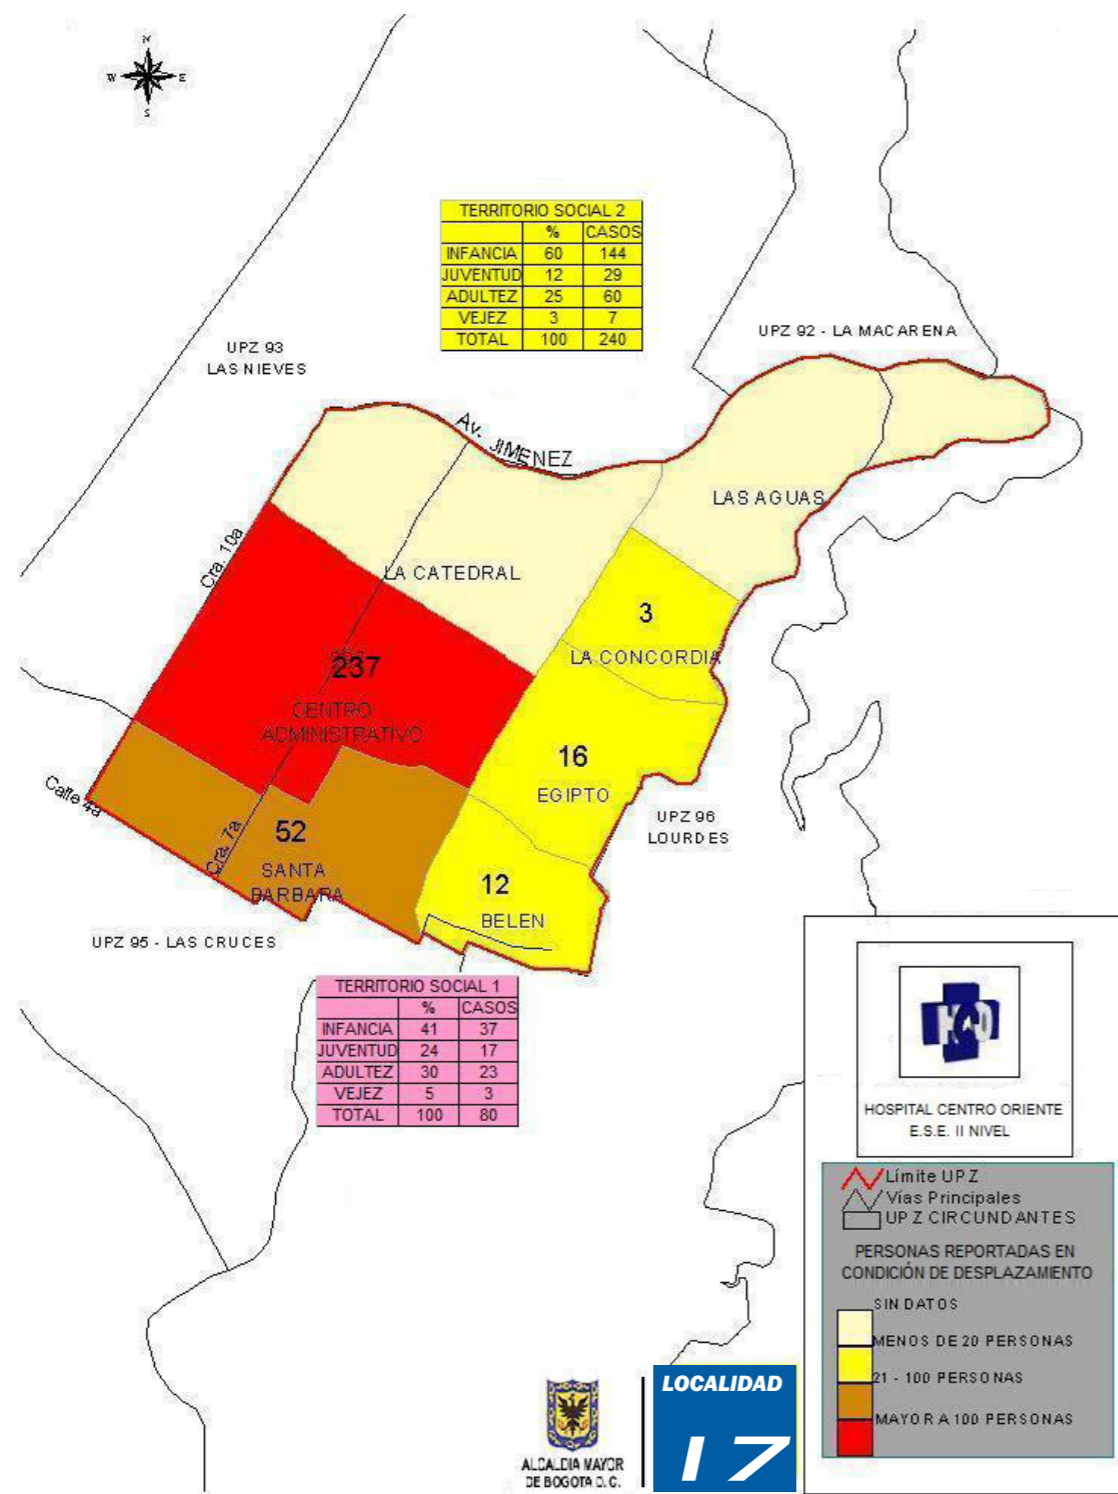 N
W E
S
TERRITORIO SOCIAL 2
% CASOS
INFANCIA 60 144
JUVENTUD 12 29
ADULTEZ 25 60
VEJEZ 3 7
TOTAL 100 240
UPZ 92 - LA MACARENA
UPZ 93
LAS NIEVES
Av. JIMENEZ
LAS AGUAS
Cra. 10a
LA CATEDRAL
3
LA CONCORDIA
237
CENTRO
ADMINISTRATIVO
16
EGIPTO
Calle 4a
UPZ 96
LOURDES
Cra. 7a
52
SANTA
BARBARA
12
BELEN
UPZ 95 - LAS CRUCES
TERRITORIO SOCIAL 1
% CASOS
INFANCIA 41 37
JUVENTUD 24 17
ADULTEZ 30 23
VEJEZ 5 3
TOTAL 100 80
HOSPITAL CENTRO ORIENTE
E.S.E. II NIVEL
Límite UPZ
Vías Principales
UPZ CIRCUNDANTES
PERSONAS REPORTADAS EN
CONDICIÓN DE DESPLAZAMIENTO
SIN DATOS
MENOS DE 20 PERSONAS
21 - 100 PERSONAS
MAYOR A 100 PERSONAS
ALCALDIA MAYOR
DE BOGOTA D. C.
LOCALIDAD
17